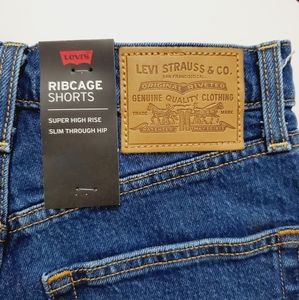 Levi's
RIBCAGE
SHORTS
SUPER HIGH RISE
SLIM THROUGH HIP
LEVI STRAUSS & CO.
SAN FRANCISCO
ORIGINAL RIVETED
GENUINE QUALITY CLOTHING
TRADE MARK